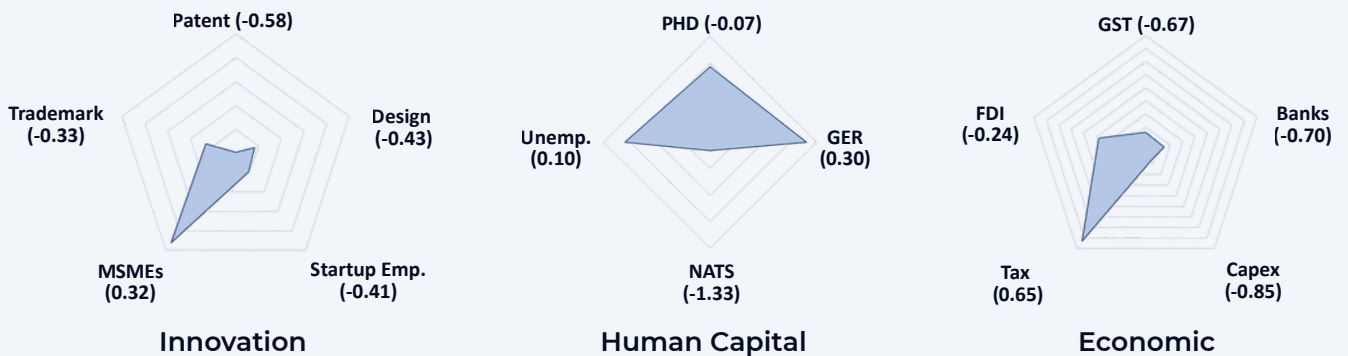 Patent (-0.58)
Trademark
(-0.33)
Design
(-0.43)
MSMEs
(0.32)
Startup Emp.
(-0.41)
Innovation
PHD (-0.07)
Unemp.
(0.10)
GER
(0.30)
NATS
(-1.33)
Human Capital
GST (-0.67)
FDI
(-0.24)
Banks
(-0.70)
Tax
(0.65)
Capex
(-0.85)
Economic